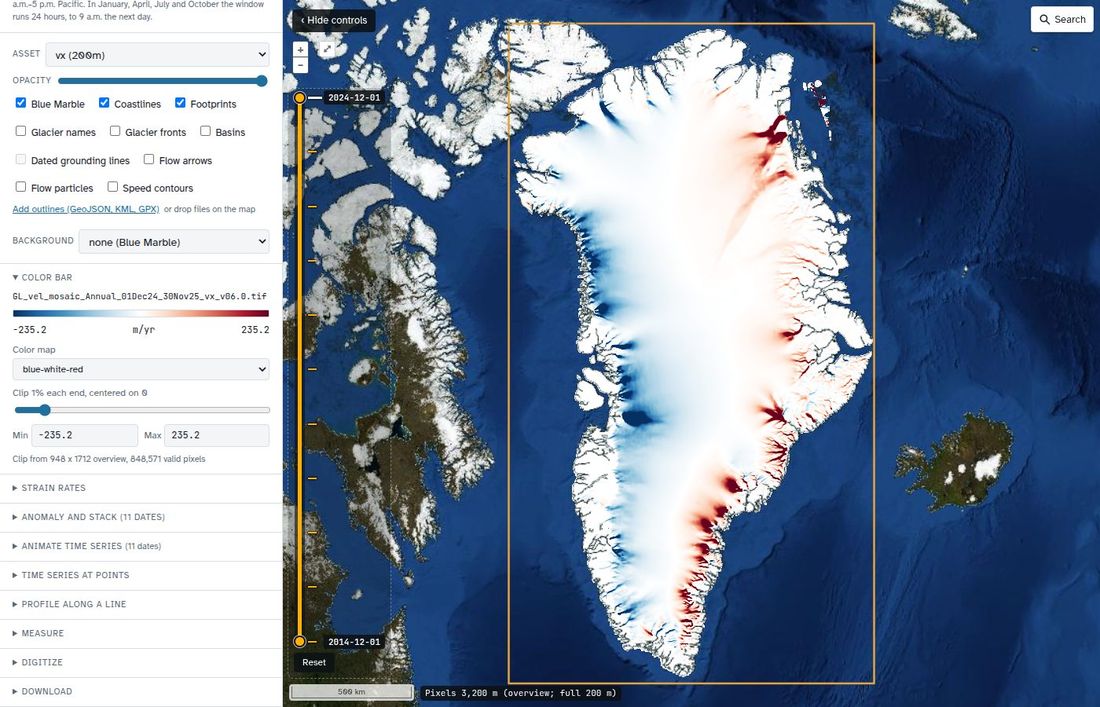 a.m.–5 p.m. Pacific. In January, April, July and October the window
runs 24 hours, to 9 a.m. the next day.
ASSET vx (200m)
OPACITY
Blue Marble Coastlines Footprints
Glacier names Glacier fronts Basins
Dated grounding lines Flow arrows
Flow particles Speed contours
Add outlines (GeoJSON, KML, GPX) or drop files on the map
BACKGROUND none (Blue Marble)
▼ COLOR BAR
GL_vel_mosaic_Annual_01Dec24_30Nov25_vx_v06.0.tif
-235.2 m/yr 235.2
Color map
blue-white-red
Clip 1% each end, centered on 0
Min -235.2 Max 235.2
Clip from 948 x 1712 overview, 848,571 valid pixels
▶ STRAIN RATES
▶ ANOMALY AND STACK (11 DATES)
▶ ANIMATE TIME SERIES (11 dates)
▶ TIME SERIES AT POINTS
▶ PROFILE ALONG A LINE
▶ MEASURE
▶ DIGITIZE
▶ DOWNLOAD
‹ Hide controls
+
−
2024-12-01
2014-12-01
Reset
500 km
Pixels 3,200 m (overview; full 200 m)
Search